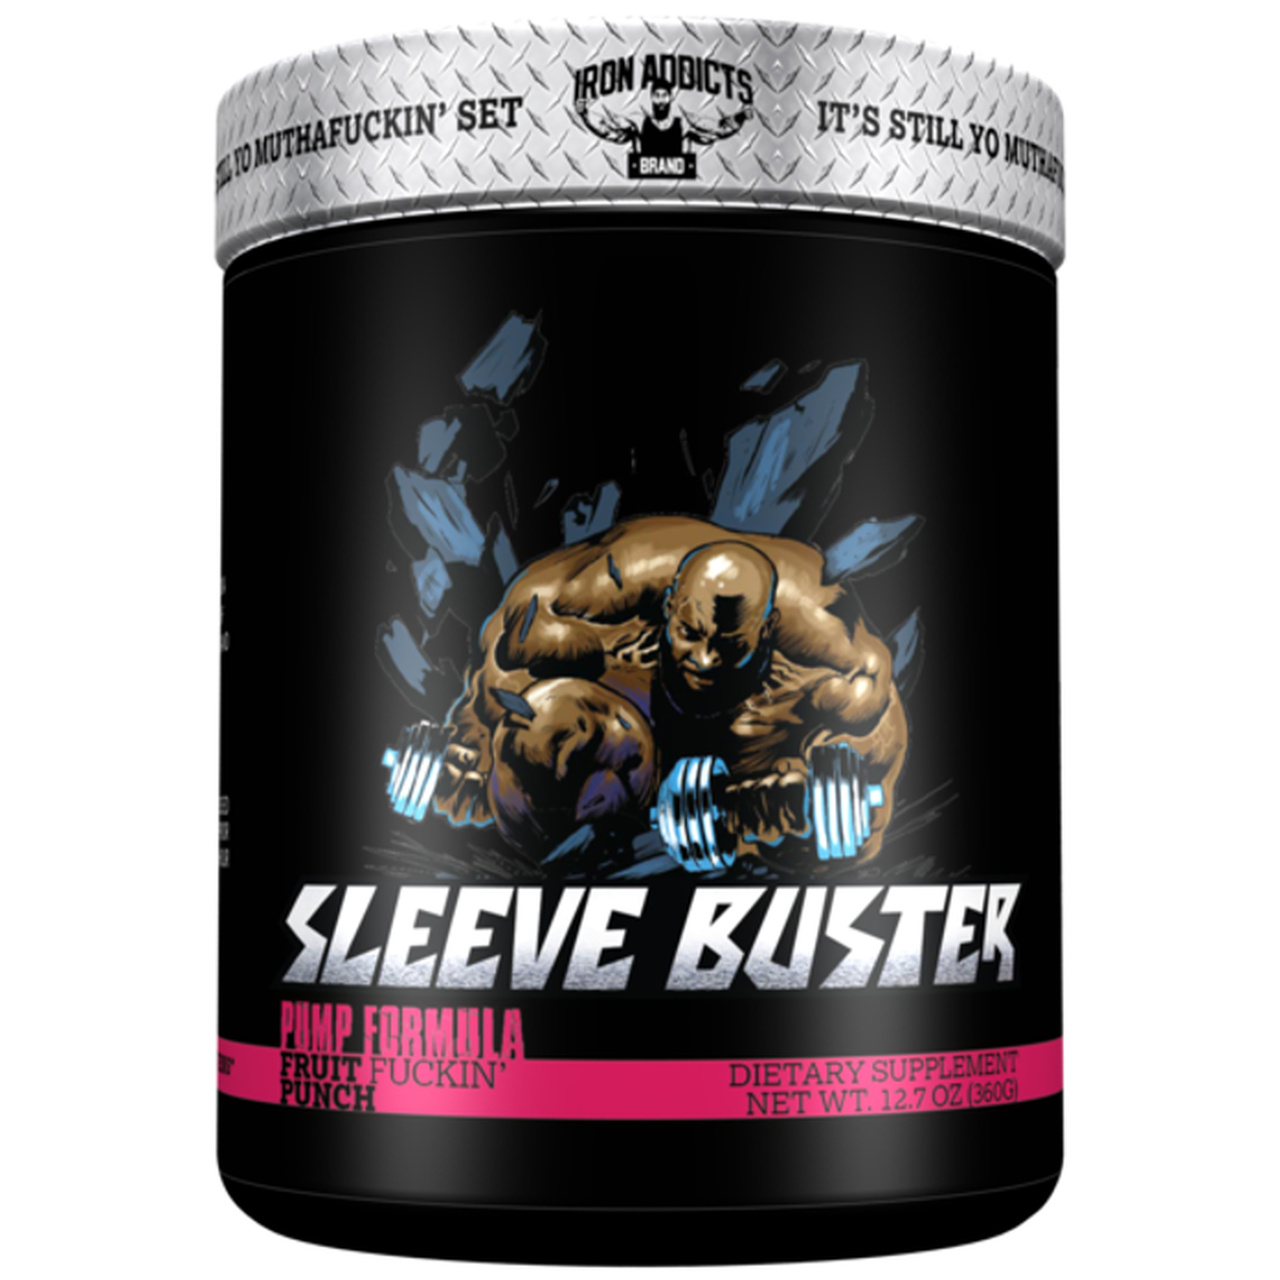 IRON ADDICTS
BRAND
YO MUTHAFUCKIN' SET
IT'S STILL YO
SLEEVE BUSTER
PUMP FORMULA
FRUIT FUCKIN'
PUNCH
DIETARY SUPPLEMENT
NET WT. 12.7 OZ (360G)